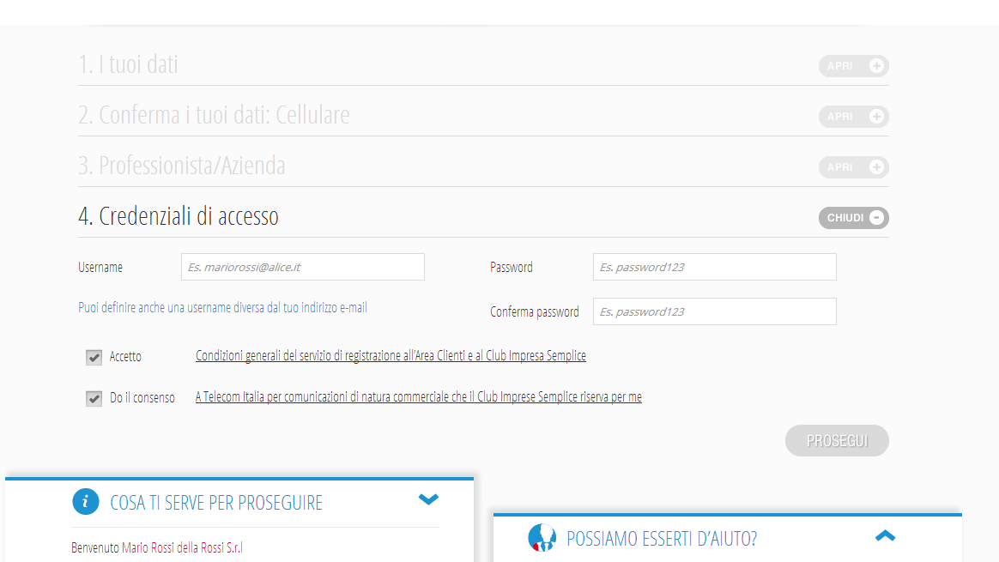 1. I tuoi dati
APRI
2. Conferma i tuoi dati: Cellulare
APRI
3. Professionista/Azienda
APRI
4. Credenziali di accesso
CHIUDI
Username
Es. mariorossi@alice.it
Password
Es. password123
Puoi definire anche una username diversa dal tuo indirizzo e-mail
Conferma password
Es. password123
Accetto
Condizioni generali del servizio di registrazione all'Area Clienti e al Club Impresa Semplice
Do il consenso
A Telecom Italia per comunicazioni di natura commerciale che il Club Imprese Semplice riserva per me
PROSEGUI
i COSA TI SERVE PER PROSEGUIRE
Benvenuto Mario Rossi della Rossi S.r.l
POSSIAMO ESSERTI D'AIUTO?